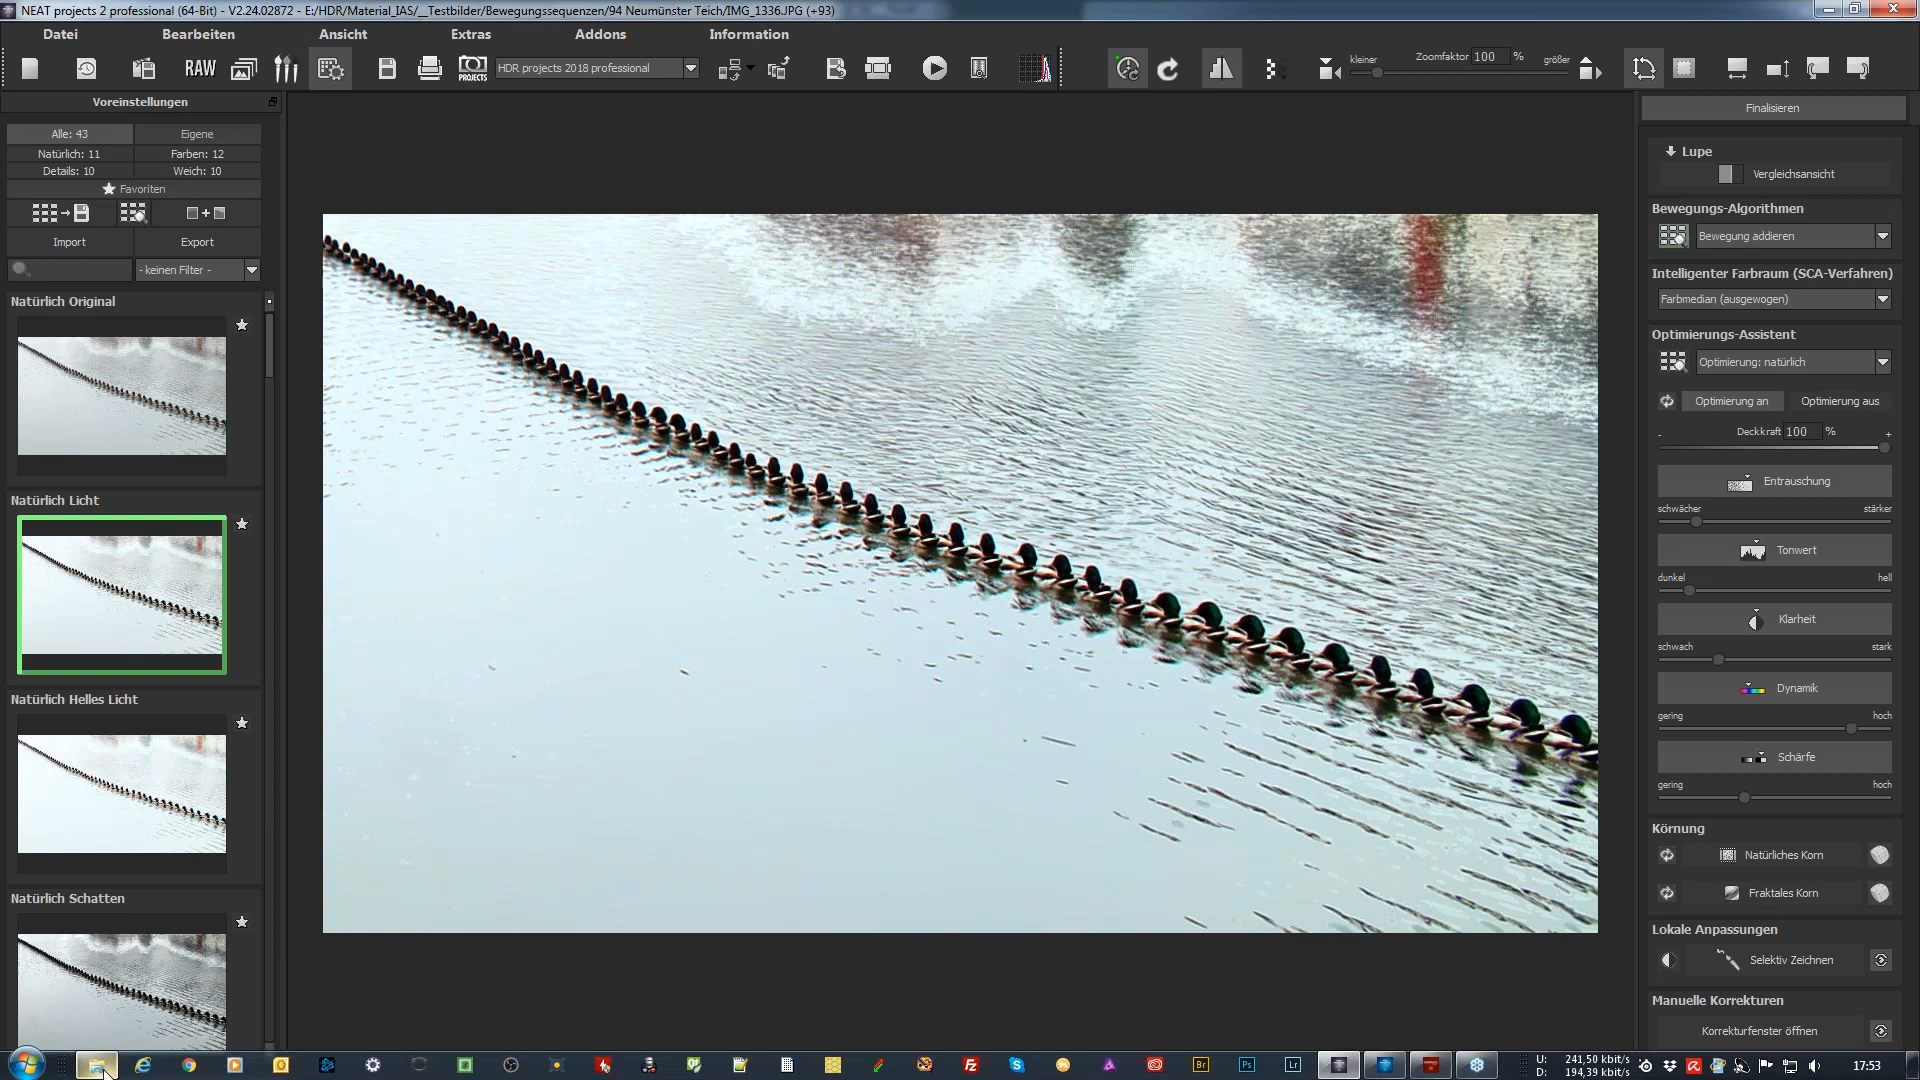 NEAT projects 2 professional (64-Bit) - V2.24.02872 - E:/HDR/Material_IAS/__Testbilder/Bewegungssequenzen/94 Neumünster Teich/IMG_1336.JPG (+93)
Datei Bearbeiten Ansicht Extras Addons Information
RAW PROJECTS HDR projects 2018 professional kleiner Zoomfaktor 100 % größer
Voreinstellungen
Alle: 43 Eigene
Natürlich: 11 Farben: 12
Details: 10 Weich: 10
Favoriten
Import Export
- keinen Filter -
Natürlich Original
Natürlich Licht
Natürlich Helles Licht
Natürlich Schatten
Finalisieren
Lupe
Vergleichsansicht
Bewegungs-Algorithmen
Bewegung addieren
Intelligenter Farbraum (SCA-Verfahren)
Farbmedian (ausgewogen)
Optimierungs-Assistent
Optimierung: natürlich
Optimierung an Optimierung aus
- Deckkraft 100 % +
Entrauschung
schwächer stärker
Tonwert
dunkel hell
Klarheit
schwach stark
Dynamik
gering hoch
Schärfe
gering hoch
Körnung
Natürliches Korn
Fraktales Korn
Lokale Anpassungen
Selektiv Zeichnen
Manuelle Korrekturen
Korrekturfenster öffnen
Fz Br Ps Lr
U: 241,50 kbit/s
D: 194,39 kbit/s
17:53